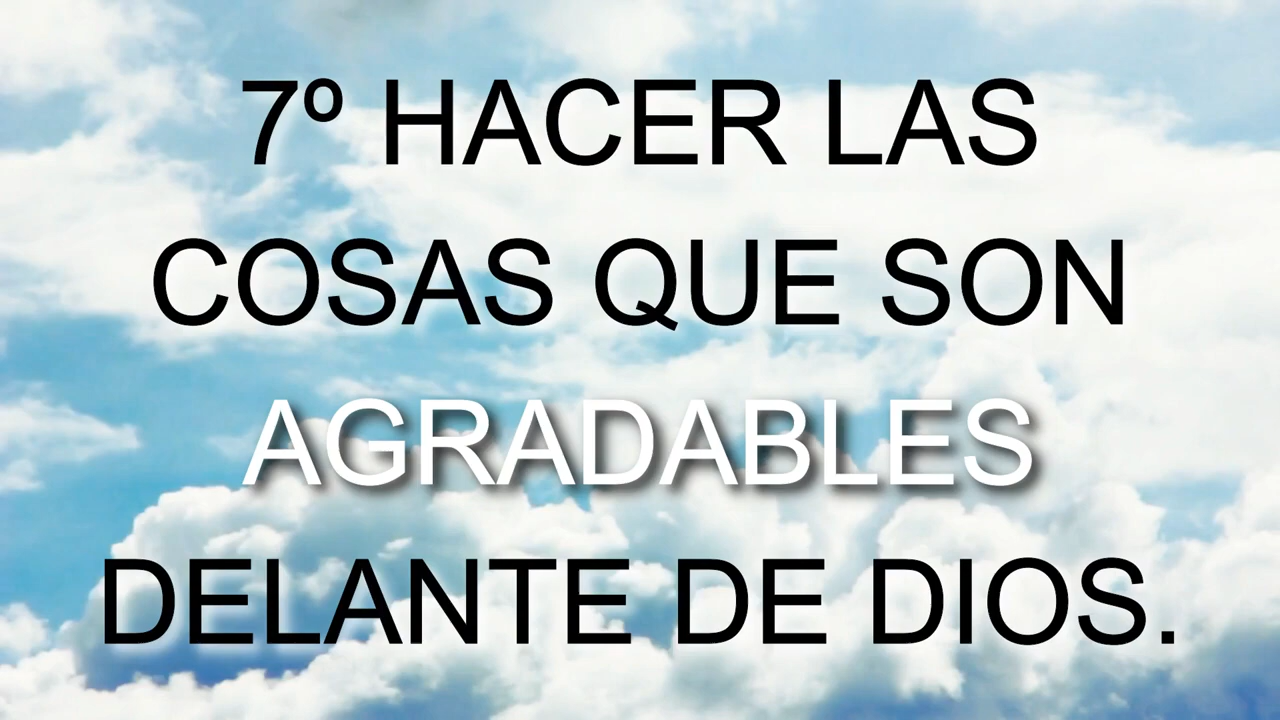 7º HACER LAS
COSAS QUE SON
AGRADABLES
DELANTE DE DIOS.